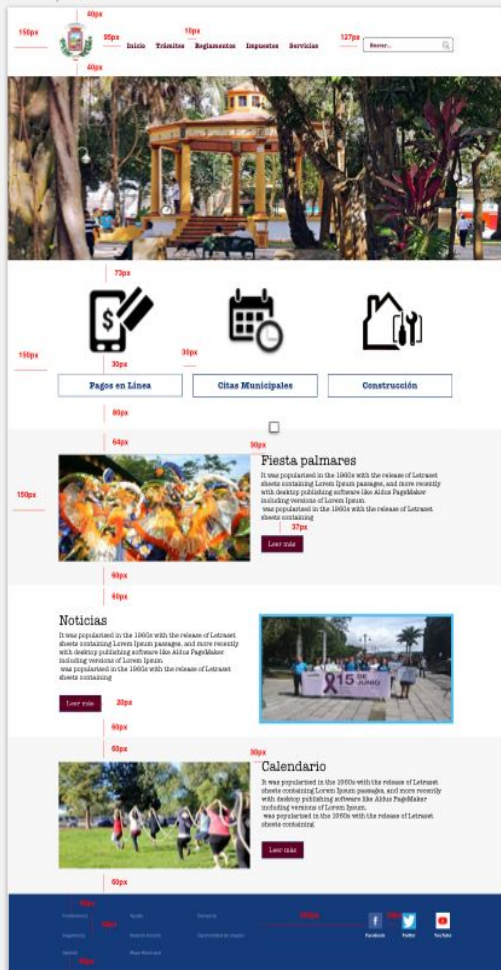 40px
150px
95px
10px
127px
Inicio Trámites Reglamentos Impuestos Servicios
Buscar...
40px
73px
$
150px
30px
30px
Pagos en Línea
Citas Municipales
Construcción
80px
64px
30px
Fiesta palmares
It was popularized in the 1960s with the release of Letraset
sheets containing Lorem Ipsum passages, and more recently
with desktop publishing software like Aldus PageMaker
including versions of Lorem Ipsum.
was popularized in the 1960s with the release of Letraset
sheets containing
150px
37px
Leer más
60px
60px
Noticias
It was popularized in the 1960s with the release of Letraset
sheets containing Lorem Ipsum passages, and more recently
with desktop publishing software like Aldus PageMaker
including versions of Lorem Ipsum.
was popularized in the 1960s with the release of Letraset
sheets containing
15 DE
JUNIO
Leer más
20px
60px
60px
30px
Calendario
It was popularized in the 1960s with the release of Letraset
sheets containing Lorem Ipsum passages, and more recently
with desktop publishing software like Aldus PageMaker
including versions of Lorem Ipsum.
was popularized in the 1960s with the release of Letraset
sheets containing
Leer más
60px
Facebook
Twitter
YouTube